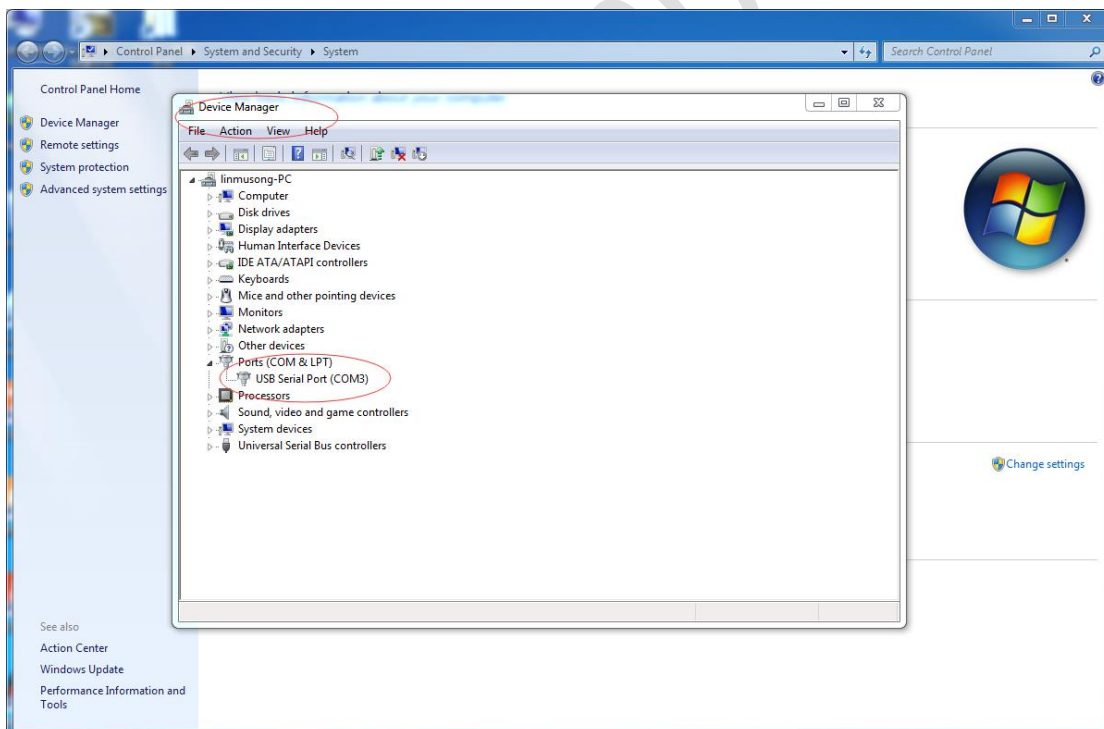 Control Panel ▸ System and Security ▸ System
Search Control Panel
Control Panel Home
Device Manager
Remote settings
System protection
Advanced system settings
Device Manager
File Action View Help
linmusong-PC
Computer
Disk drives
Display adapters
Human Interface Devices
IDE ATA/ATAPI controllers
Keyboards
Mice and other pointing devices
Monitors
Network adapters
Other devices
Ports (COM & LPT)
USB Serial Port (COM3)
Processors
Sound, video and game controllers
System devices
Universal Serial Bus controllers
Change settings
See also
Action Center
Windows Update
Performance Information and
Tools